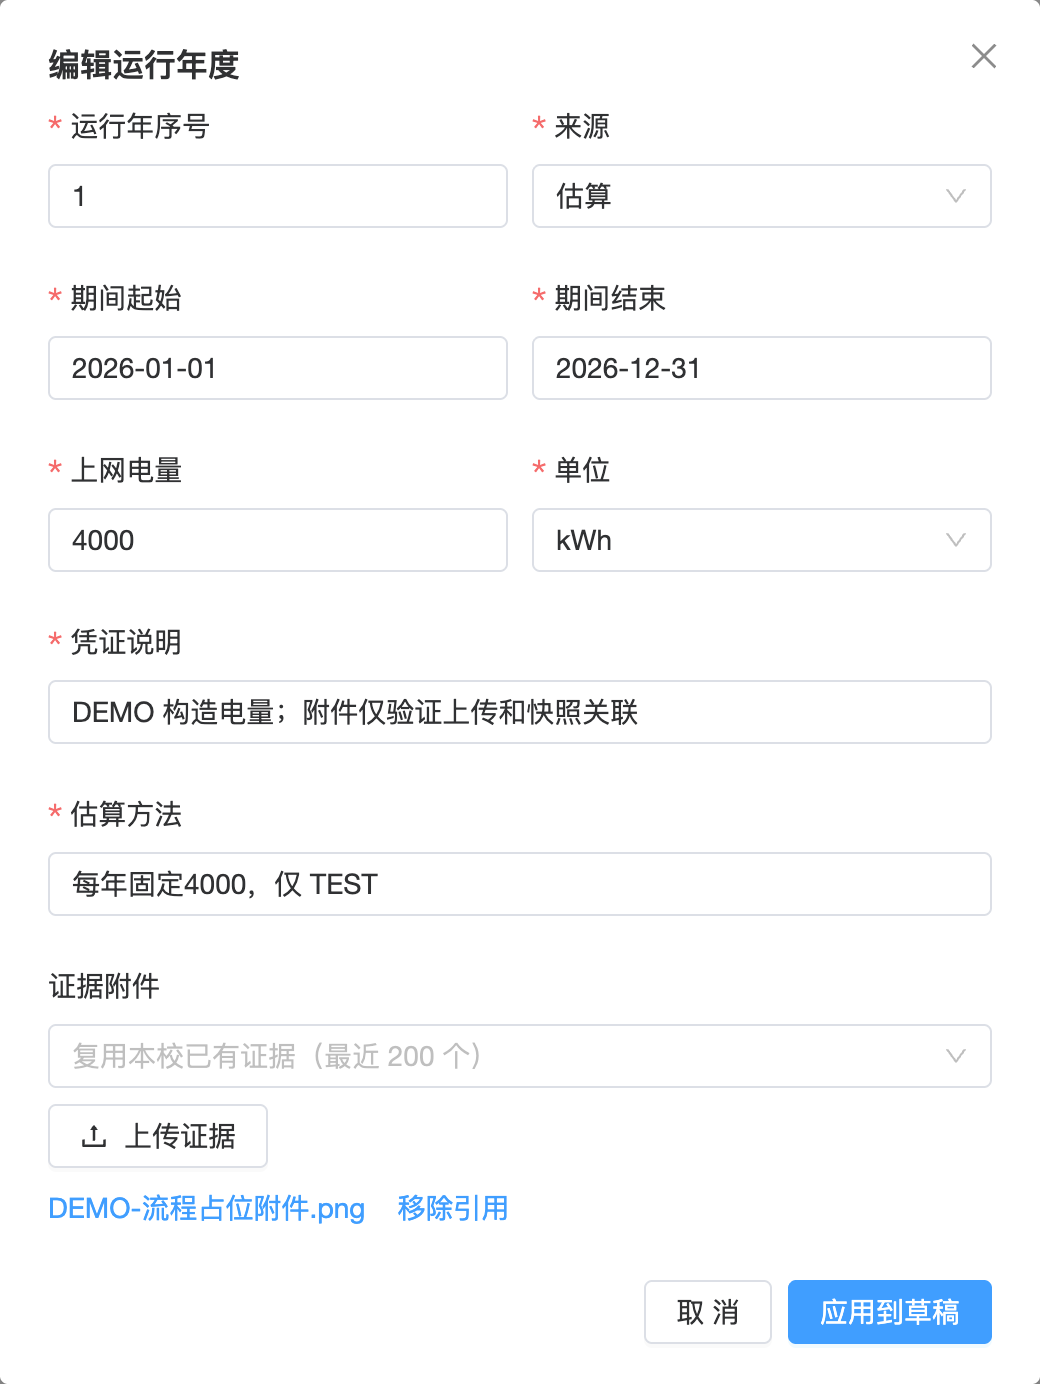 编辑运行年度
* 运行年序号
* 来源
1
估算
* 期间起始
* 期间结束
2026-01-01
2026-12-31
* 上网电量
* 单位
4000
kWh
* 凭证说明
DEMO 构造电量；附件仅验证上传和快照关联
* 估算方法
每年固定4000，仅 TEST
证据附件
复用本校已有证据（最近 200 个）
上传证据
DEMO-流程占位附件.png 移除引用
取 消
应用到草稿